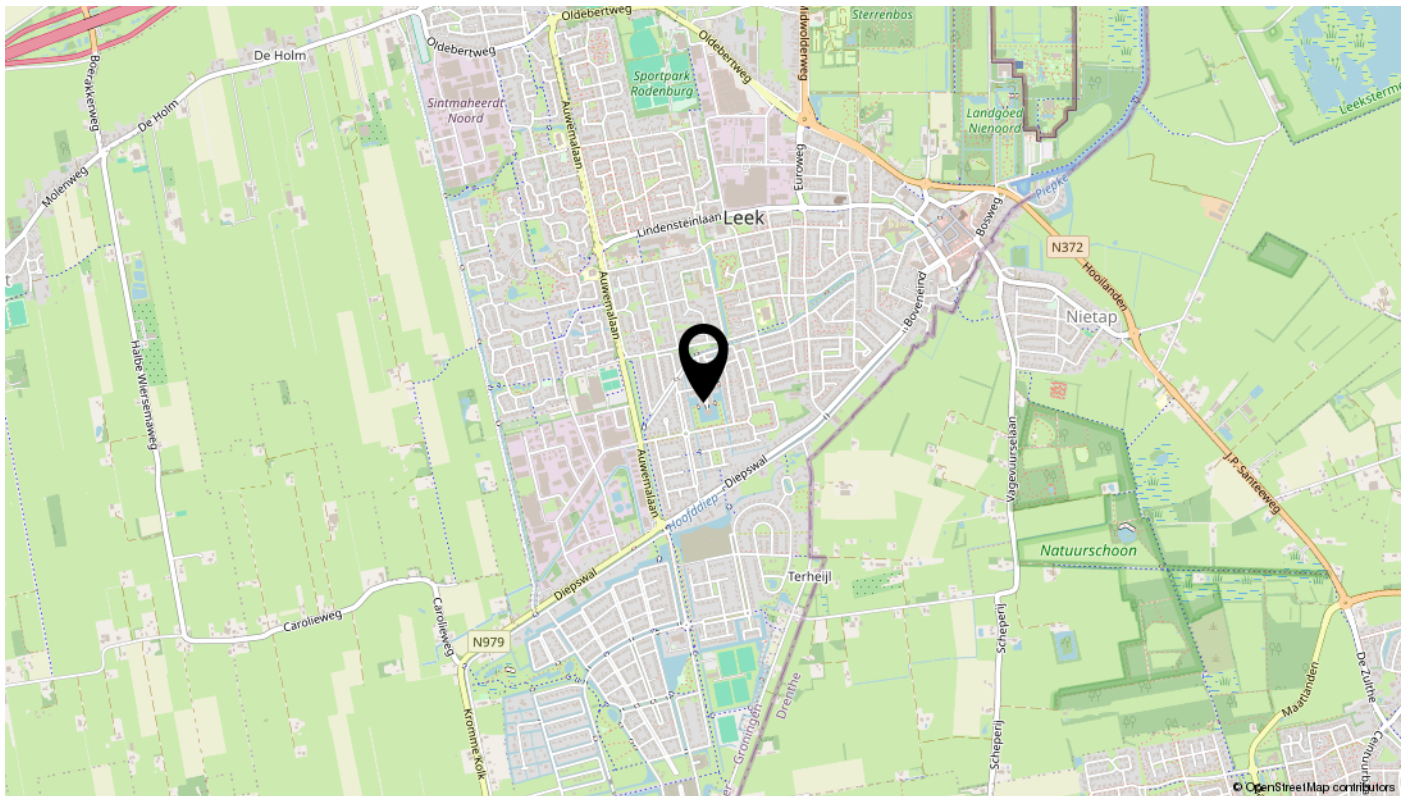 Oldebertweg
Midwolderweg
Sterrenbos
Oldebertweg
De Holm
Oldebertweg
Boerakkerweg
Sportpark
Rodenburg
Sintmaheerdt
Noord
Auwemalaan
Landgoed
Nienoord
De Holm
Euroweg
Molenweg
Piepke
Lindensteinlaan
Leek
Bosweg
N372
Hooilanden
Auwemalaan
Boveneind
Nietap
Halbe Wiersemaweg
Vagevuurselaan
J.P. Santeeweg
Auwemalaan
Diepswal
Hoofddiep
Natuurschoon
Terheijl
Diepswal
Carolieweg
Carolieweg
N979
Scheperij
De Zulthe
Maatlanden
Drenthe
Groningen
Kromme Kolk
Scheperij
© OpenStreetMap contributors